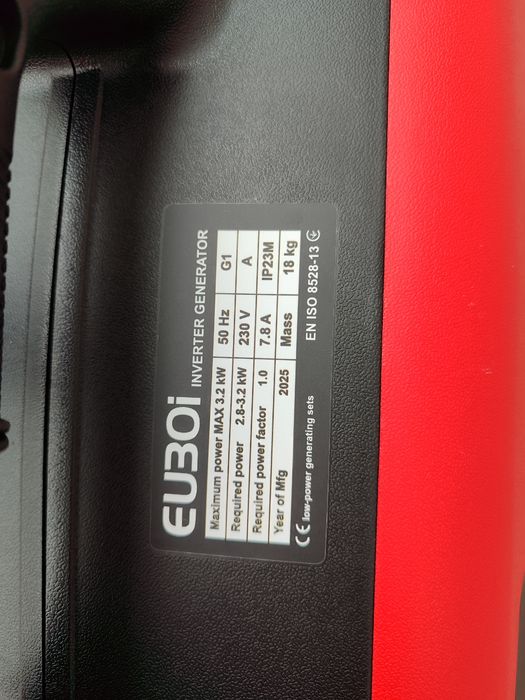 EU30i INVERTER GENERATOR
Maximum power MAX 3.2 kW 50 Hz G1
Required power 2.8-3.2 kW 230 V A
Required power factor 1.0 7.8 A IP23M
Year of Mfg 2025 Mass 18 kg
CE low-power generating sets EN ISO 8528-13